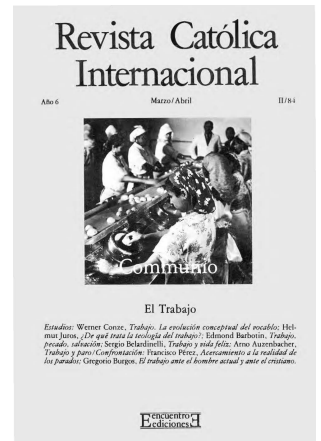 Revista Católica
Internacional
Año 6
Marzo/Abril
II/84
Communio
El Trabajo
Estudios: Werner Conze, Trabajo. La evolución conceptual del vocablo; Hel-
mut Juros, ¿De qué trata la teología del trabajo?; Edmond Barbotin, Trabajo,
pecado, salvación; Sergio Belardinelli, Trabajo y vida feliz; Arno Auzenbacher,
Trabajo y paro/Confrontación: Francisco Pérez, Acercamiento a la realidad de
los parados; Gregorio Burgos, El trabajo ante el hombre actual y ante el cristiano.
encuentro
ediciones